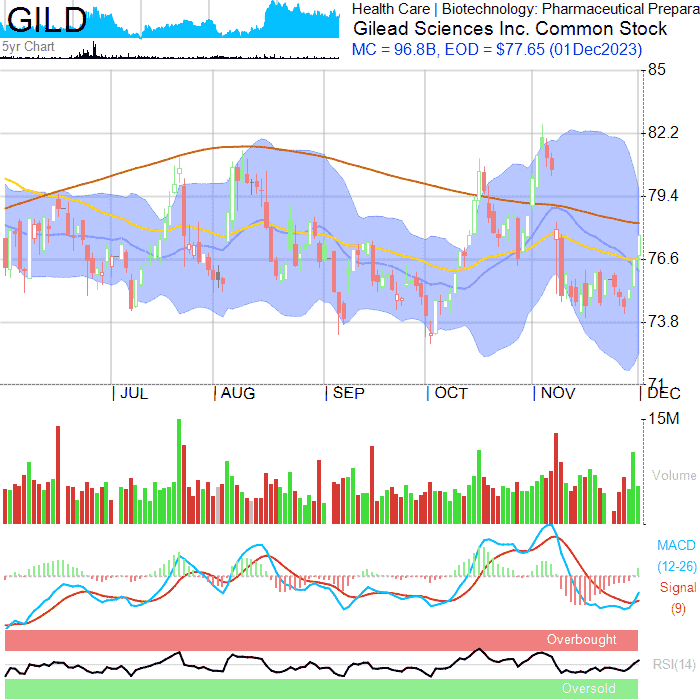 GILD
Health Care | Biotechnology: Pharmaceutical Prepara
Gilead Sciences Inc. Common Stock
MC = 96.8B, EOD = $77.65 (01Dec2023)
5yr Chart
85
82.2
79.4
76.6
73.8
71
| JUL | AUG | SEP | OCT | NOV | DEC
15M
Volume
MACD
(12-26)
Signal
(9)
Overbought
RSI(14)
Oversold